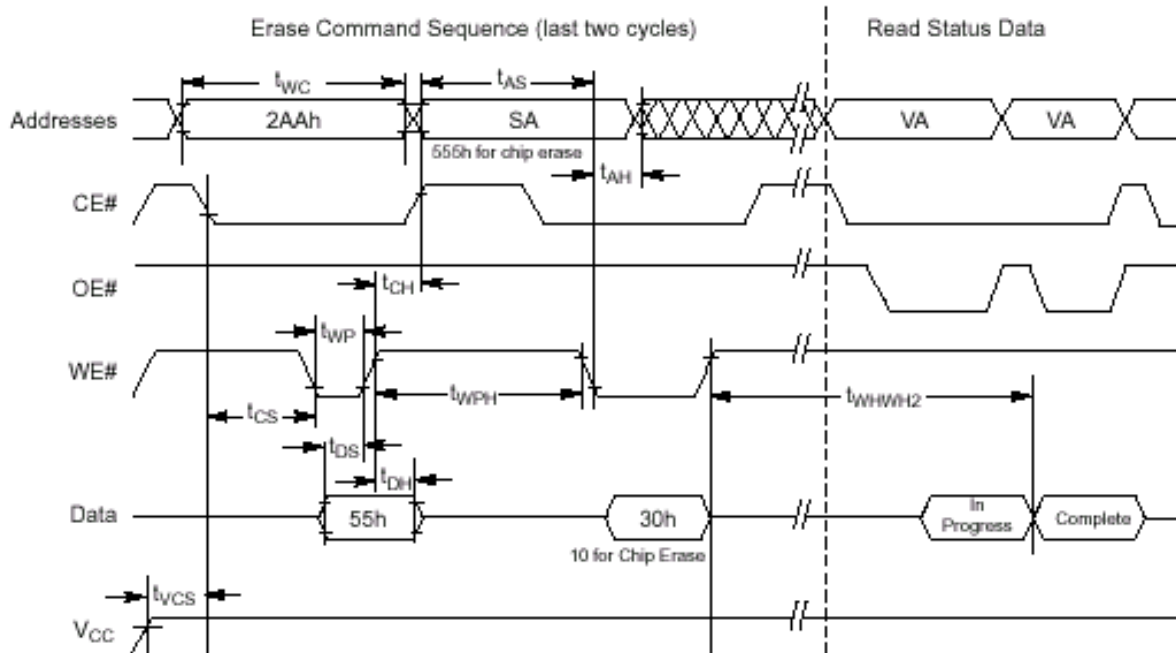 Erase Command Sequence (last two cycles)
Read Status Data
tWC
tAS
Addresses
2AAh
SA
VA
VA
555h for chip erase
tAH
CE#
OE#
tCH
tWP
WE#
tWPH
tWHWH2
tCS
tDS
tDH
Data
55h
30h
In
Progress
Complete
10 for Chip Erase
tVCS
VCC